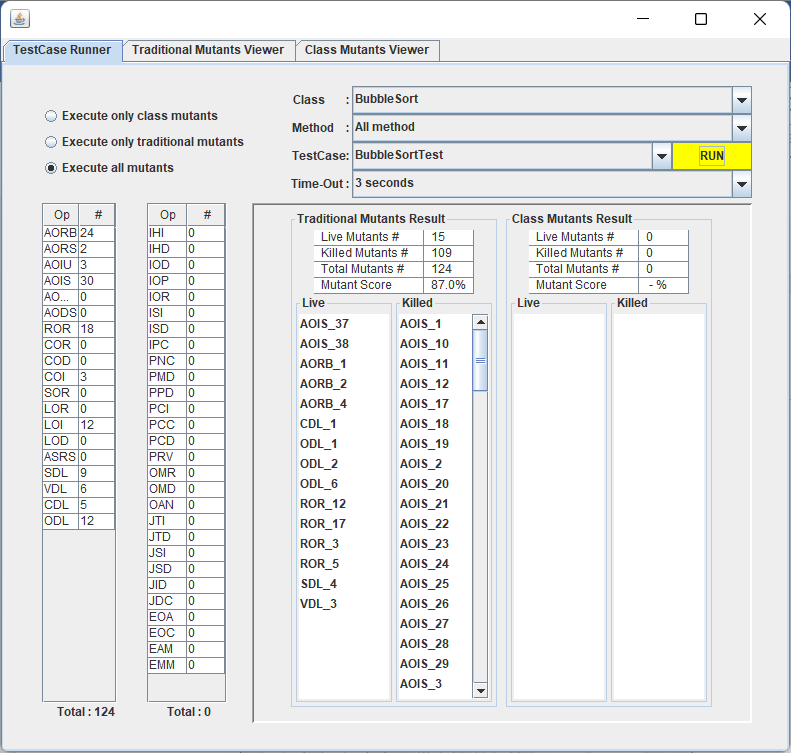 TestCase Runner Traditional Mutants Viewer Class Mutants Viewer
Execute only class mutants
Execute only traditional mutants
Execute all mutants
Class : BubbleSort
Method : All method
TestCase: BubbleSortTest RUN
Time-Out : 3 seconds
Op #
AORB 24
AORS 2
AOIU 3
AOIS 30
AO... 0
AODS 0
ROR 18
COR 0
COD 0
COI 3
SOR 0
LOR 0
LOI 12
LOD 0
ASRS 0
SDL 9
VDL 6
CDL 5
ODL 12
Total : 124
Op #
IHI 0
IHD 0
IOD 0
IOP 0
IOR 0
ISI 0
ISD 0
IPC 0
PNC 0
PMD 0
PPD 0
PCI 0
PCC 0
PCD 0
PRV 0
OMR 0
OMD 0
OAN 0
JTI 0
JTD 0
JSI 0
JSD 0
JID 0
JDC 0
EOA 0
EOC 0
EAM 0
EMM 0
Total : 0
Traditional Mutants Result
Live Mutants # 15
Killed Mutants # 109
Total Mutants # 124
Mutant Score 87.0%
Live
AOIS_37
AOIS_38
AORB_1
AORB_2
AORB_4
CDL_1
ODL_1
ODL_2
ODL_6
ROR_12
ROR_17
ROR_3
ROR_5
SDL_4
VDL_3
Killed
AOIS_1
AOIS_10
AOIS_11
AOIS_12
AOIS_17
AOIS_18
AOIS_19
AOIS_2
AOIS_20
AOIS_21
AOIS_22
AOIS_23
AOIS_24
AOIS_25
AOIS_26
AOIS_27
AOIS_28
AOIS_29
AOIS_3
Class Mutants Result
Live Mutants # 0
Killed Mutants # 0
Total Mutants # 0
Mutant Score - %
Live
Killed